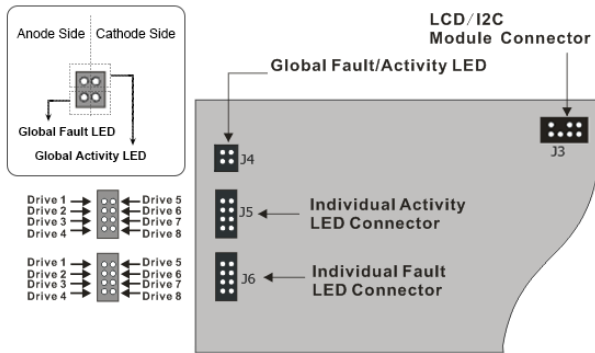 LCD/I2C
Module Connector
Anode Side
Cathode Side
Global Fault/Activity LED
Global Fault LED
Global Activity LED
J4
J3
Drive 1
Drive 2
Drive 3
Drive 4
Drive 5
Drive 6
Drive 7
Drive 8
J5
Individual Activity
LED Connector
Drive 1
Drive 2
Drive 3
Drive 4
Drive 5
Drive 6
Drive 7
Drive 8
J6
Individual Fault
LED Connector